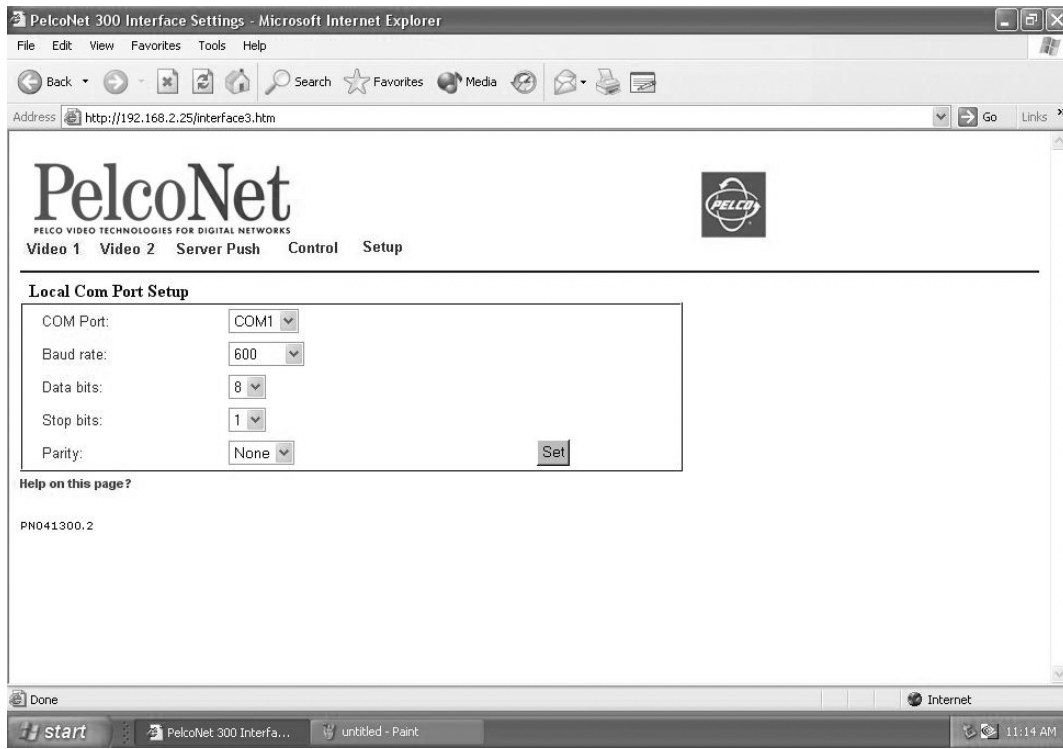 PelcoNet 300 Interface Settings - Microsoft Internet Explorer
File Edit View Favorites Tools Help
Back Search Favorites Media
Address http://192.168.2.25/interface3.htm Go Links »
PelcoNet
PELCO VIDEO TECHNOLOGIES FOR DIGITAL NETWORKS
PELCO
Video 1 Video 2 Server Push Control Setup
Local Com Port Setup
COM Port: COM1
Baud rate: 600
Data bits: 8
Stop bits: 1
Parity: None Set
Help on this page?
PN041300.2
Done Internet
start PelcoNet 300 Interfa... untitled - Paint 11:14 AM